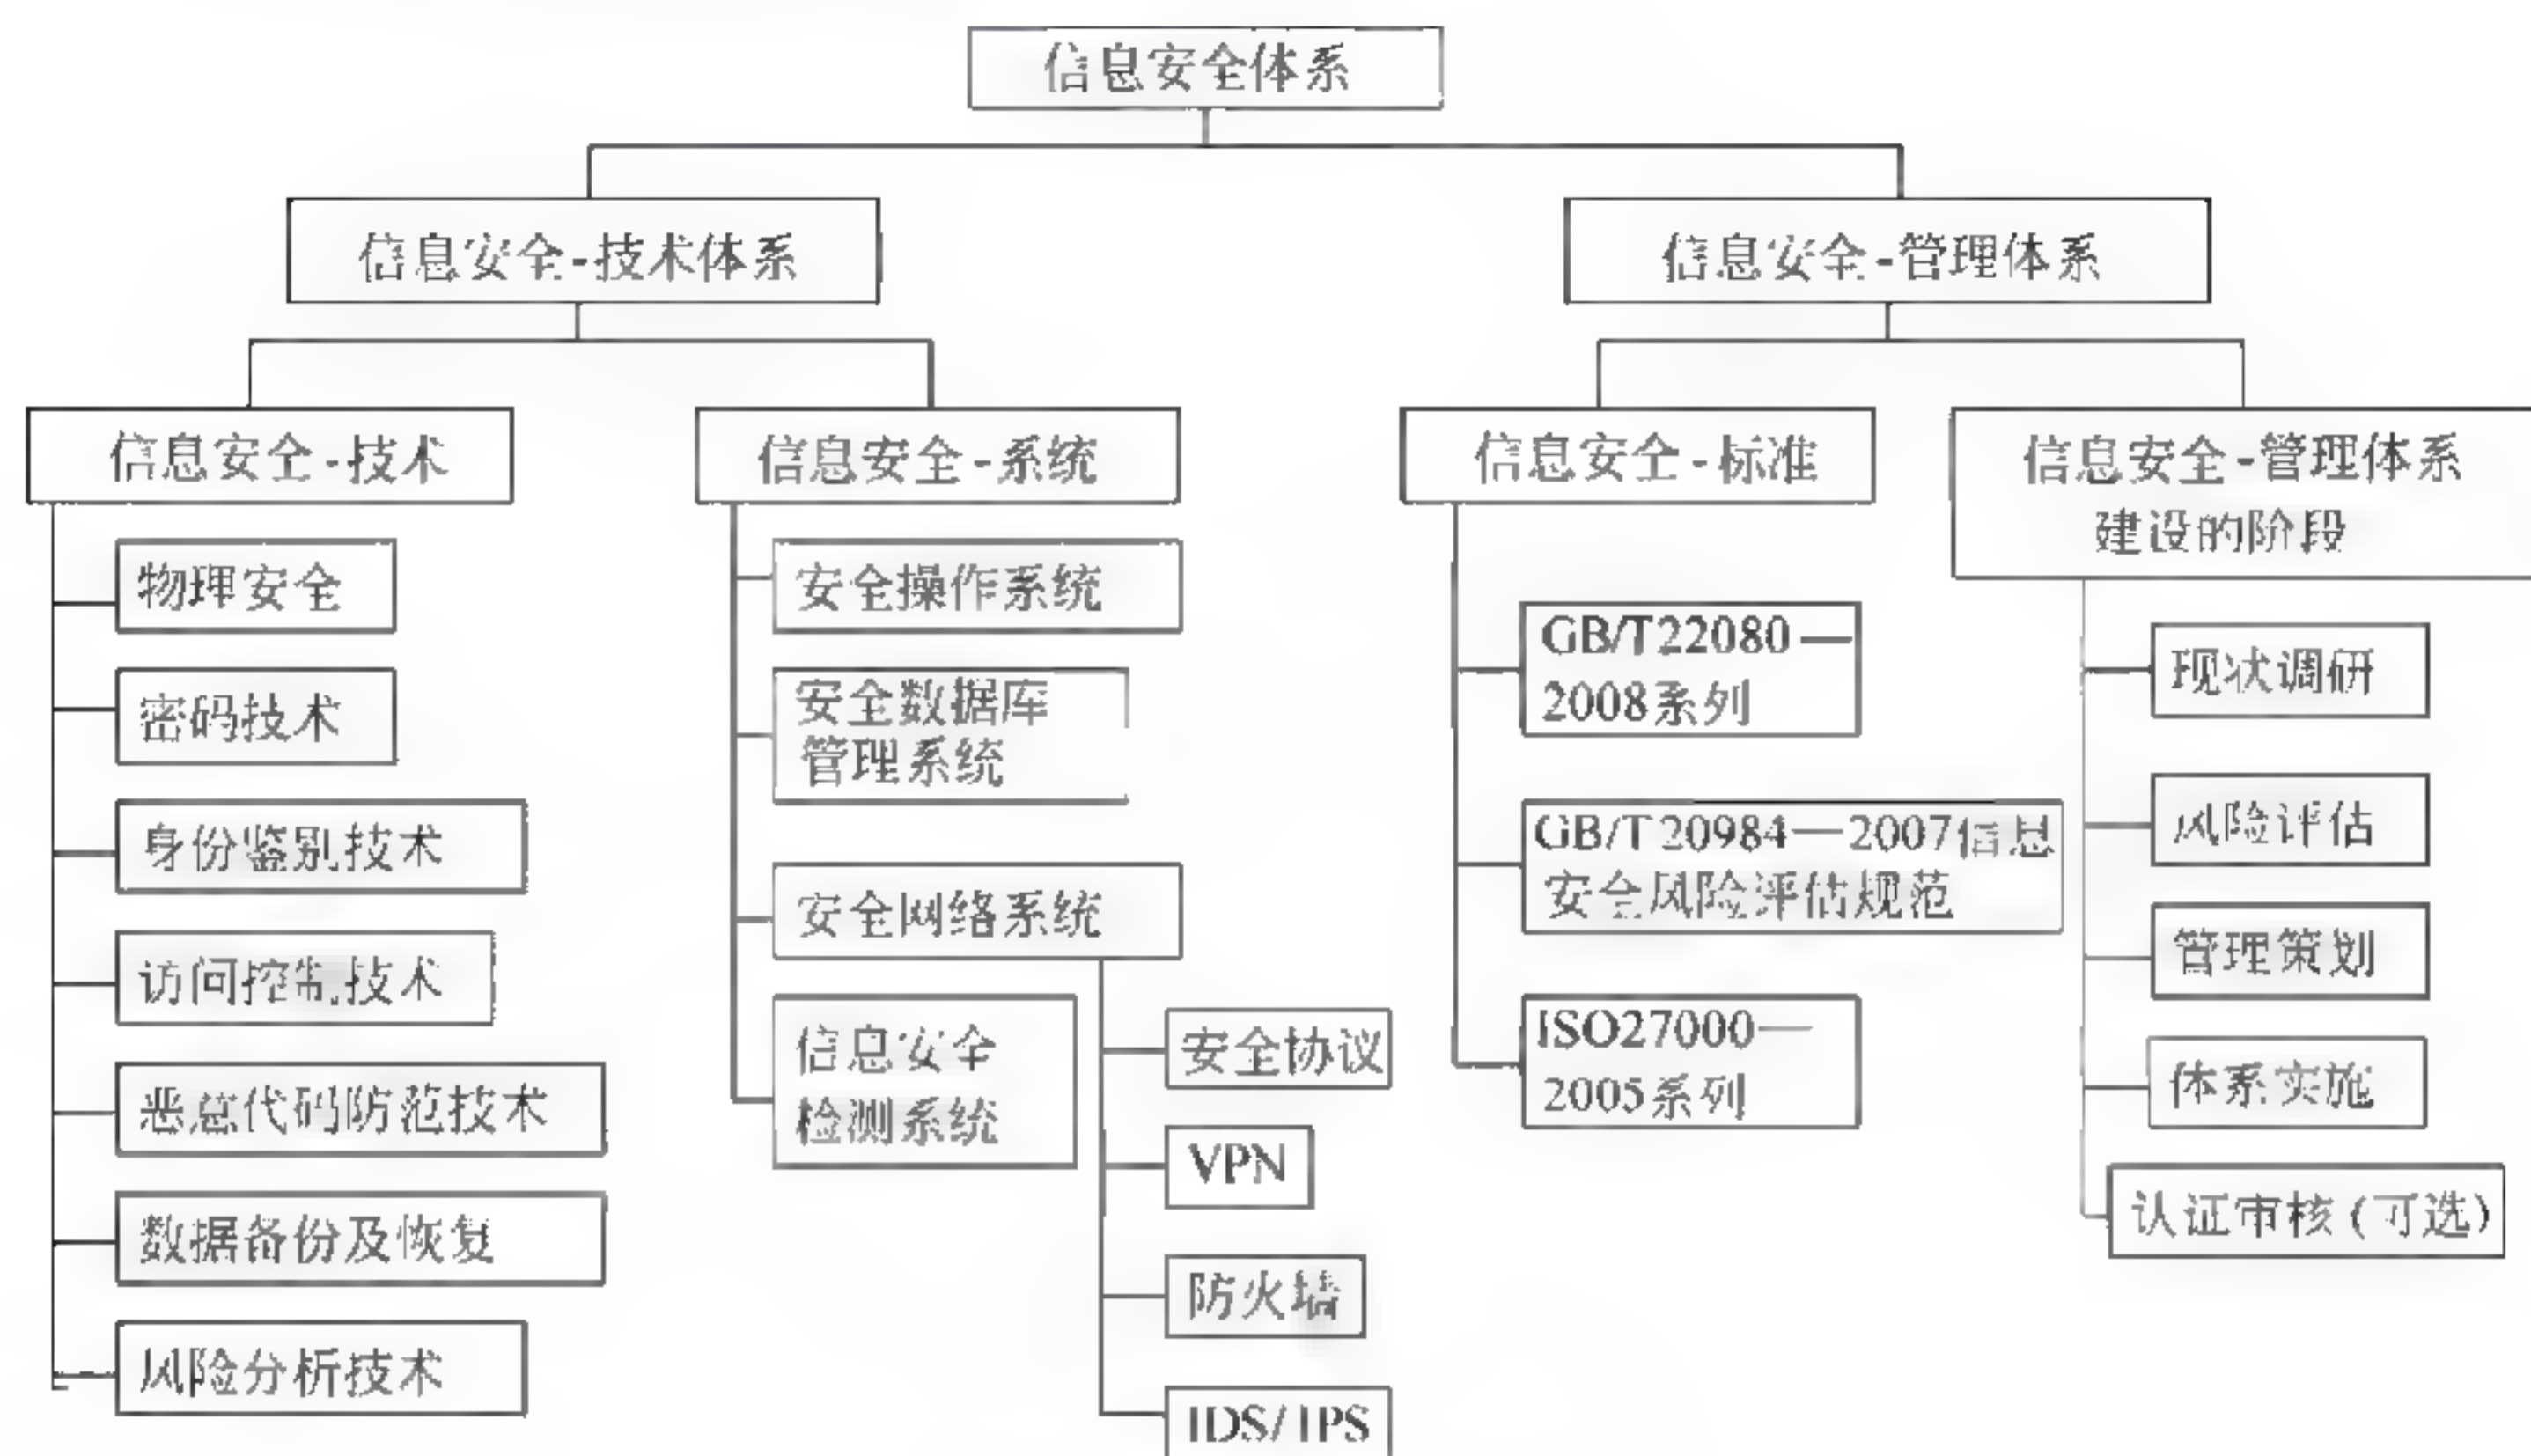 信息安全体系
信息安全-技术体系
信息安全-管理体系
信息安全-技术
物理安全
密码技术
身份鉴别技术
访问控制技术
恶意代码防范技术
数据备份及恢复
风险分析技术
信息安全-系统
安全操作系统
安全数据库
管理系统
安全网络系统
信息安全
检测系统
安全协议
VPN
防火墙
IDS/IPS
信息安全-标准
GB/T22080—
2008系列
GB/T 20984—2007信息
安全风险评估规范
ISO27000—
2005系列
信息安全-管理体系
建设的阶段
现状调研
风险评估
管理策划
体系实施
认证审核(可选)